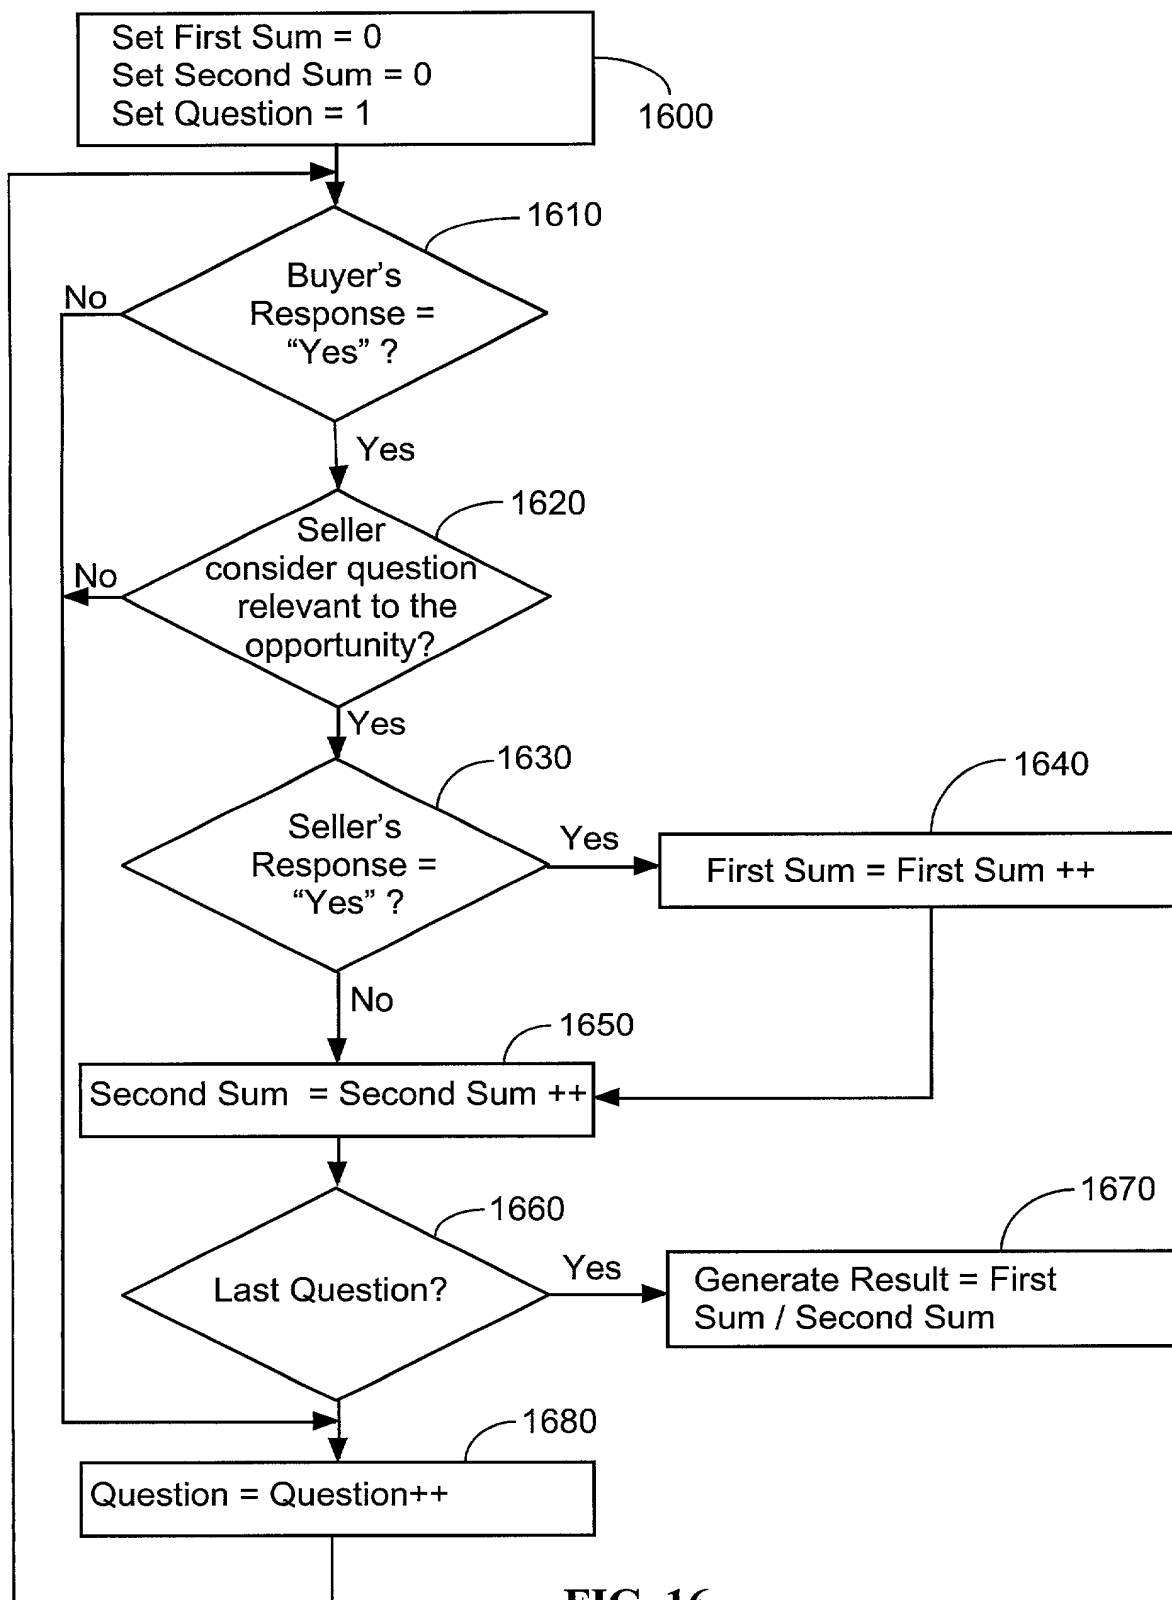 Set First Sum = 0
Set Second Sum = 0
Set Question = 1
1600
1610
Buyer's
Response =
“Yes” ?
No
Yes
1620
Seller
consider question
relevant to the
opportunity?
No
Yes
1630
Seller's
Response =
“Yes” ?
Yes
1640
First Sum = First Sum ++
No
1650
Second Sum = Second Sum ++
1660
Last Question?
Yes
1670
Generate Result = First
Sum / Second Sum
1680
Question = Question++
FIG. 16